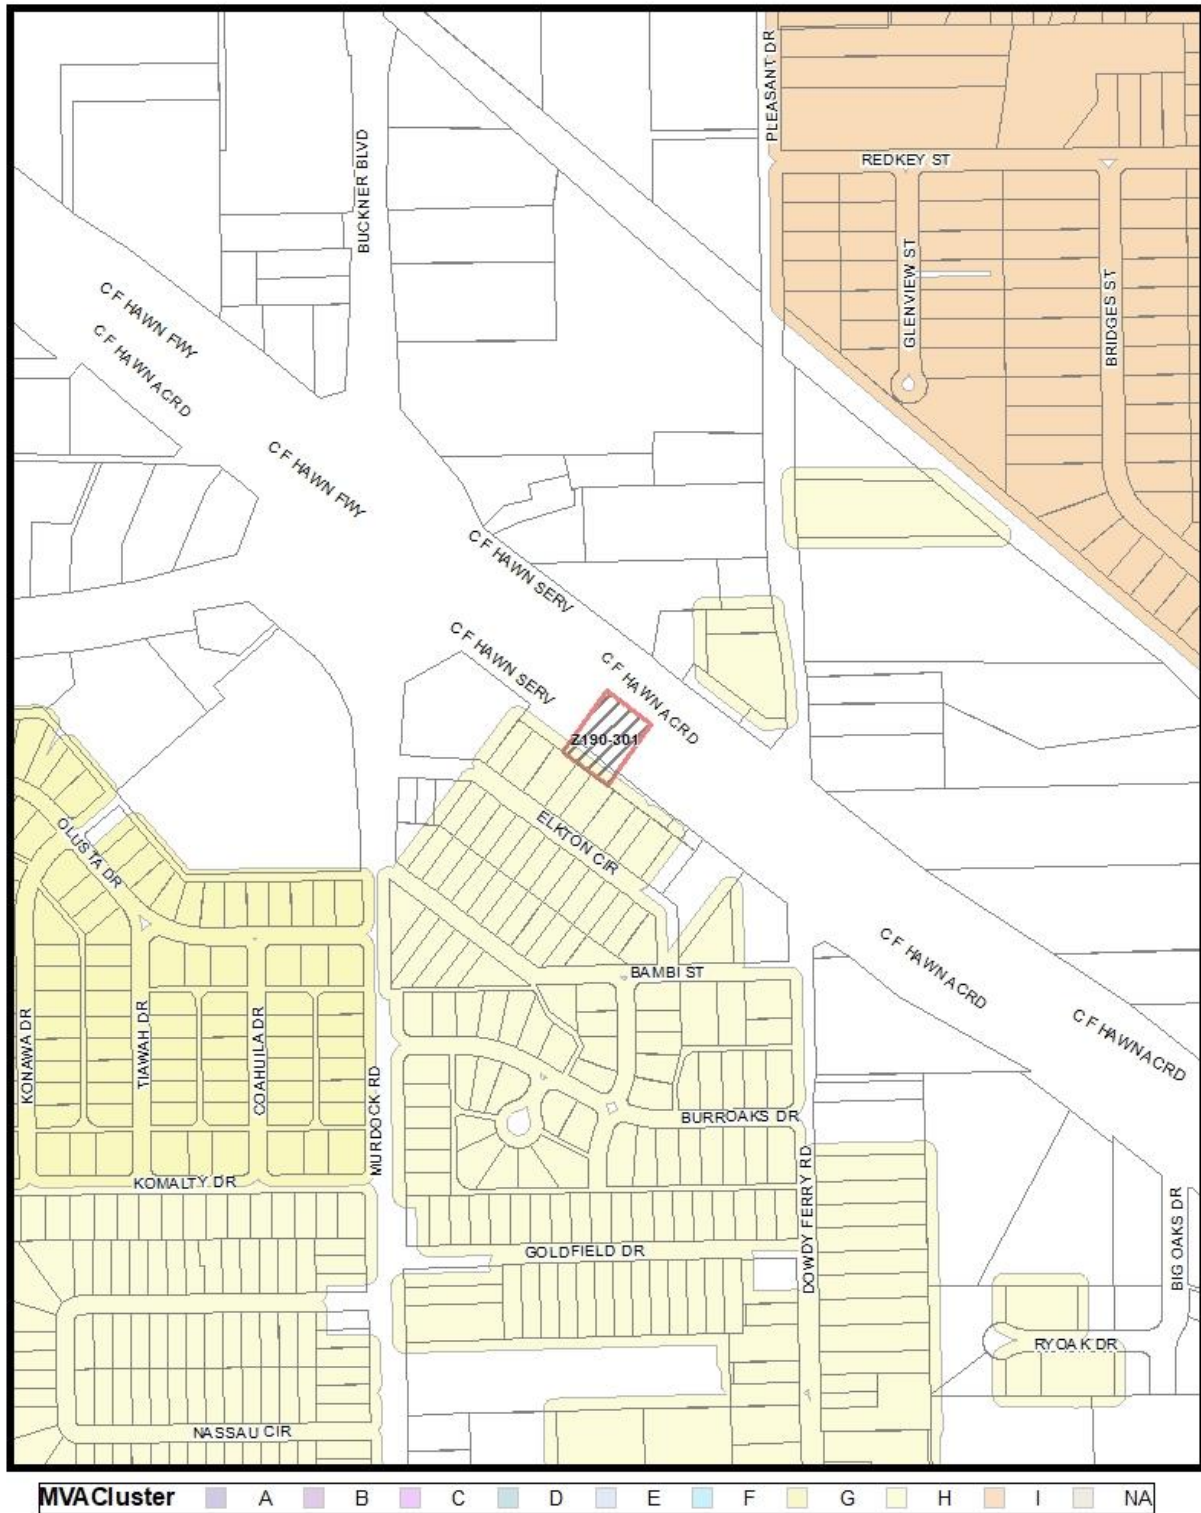 PLEASANT DR
BUCKNER BLVD
REDKEY ST
GLENVIEW ST
BRIDGES ST
C F HAWN FWY
C F HAWN ACRD
C F HAWN FWY
C F HAWN SERV
C F HAWN SERV
C F HAWN ACRD
Z190-301
OLUSTA DR
ELKTON CIR
C F HAWN ACRD
BAMBI ST
C F HAWN ACRD
KONAWA DR
TIAWAH DR
COAHUILA DR
MURDOCK RD
BURROAKS DR
KOMALTY DR
DOWDY FERRY RD
BIG OAKS DR
GOLDFIELD DR
RYOAK DR
NASSAU CIR
MVACluster A B C D E F G H I NA